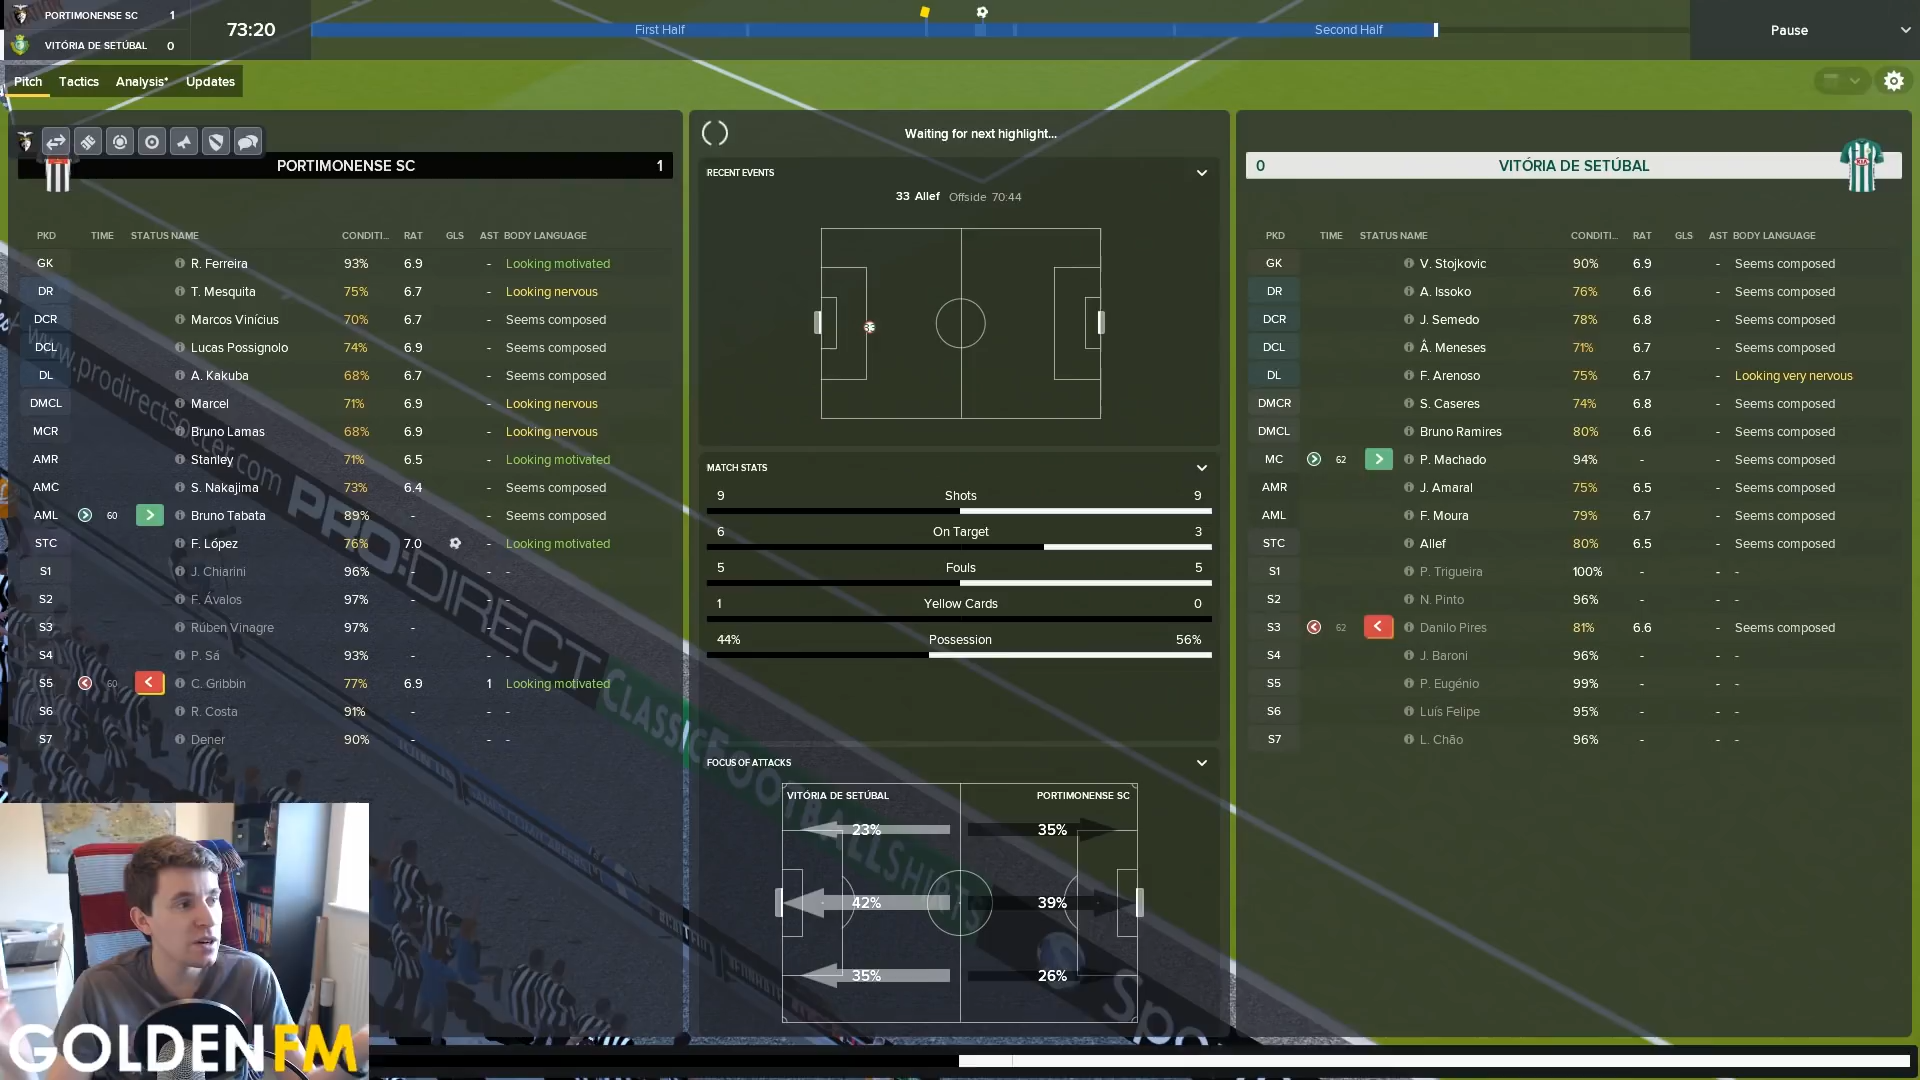 PORTIMONENSE SC 1
VITÓRIA DE SETÚBAL 0
73:20
First Half
Second Half
Pause
Pitch Tactics Analysis* Updates
PORTIMONENSE SC 1
PKD TIME STATUS NAME CONDITI... RAT GLS AST BODY LANGUAGE
GK R. Ferreira 93% 6.9 - Looking motivated
DR T. Mesquita 75% 6.7 - Looking nervous
DCR Marcos Vinícius 70% 6.7 - Seems composed
DCL Lucas Possignolo 74% 6.9 - Seems composed
DL A. Kakuba 68% 6.7 - Seems composed
DMCL Marcel 71% 6.9 - Looking nervous
MCR Bruno Lamas 68% 6.9 - Looking nervous
AMR Stanley 71% 6.5 - Looking motivated
AMC S. Nakajima 73% 6.4 - Seems composed
AML 60 Bruno Tabata 89% - - Seems composed
STC F. López 76% 7.0 - Looking motivated
S1 J. Chiarini 96% - - -
S2 F. Ávalos 97% - - -
S3 Rúben Vinagre 97% - - -
S4 P. Sá 93% - - -
S5 60 C. Gribbin 77% 6.9 1 Looking motivated
S6 R. Costa 91% - - -
S7 Dener 90% - - -
Waiting for next highlight...
RECENT EVENTS
33 Allef Offside 70:44
MATCH STATS
9 Shots 9
6 On Target 3
5 Fouls 5
1 Yellow Cards 0
44% Possession 56%
FOCUS OF ATTACKS
VITÓRIA DE SETÚBAL PORTIMONENSE SC
23% 35%
42% 39%
35% 26%
0 VITÓRIA DE SETÚBAL
PKD TIME STATUS NAME CONDITI... RAT GLS AST BODY LANGUAGE
GK V. Stojkovic 90% 6.9 - Seems composed
DR A. Issoko 76% 6.6 - Seems composed
DCR J. Semedo 78% 6.8 - Seems composed
DCL Â. Meneses 71% 6.7 - Seems composed
DL F. Arenoso 75% 6.7 - Looking very nervous
DMCR S. Caseres 74% 6.8 - Seems composed
DMCL Bruno Ramires 80% 6.6 - Seems composed
MC 62 P. Machado 94% - - Seems composed
AMR J. Amaral 75% 6.5 - Seems composed
AML F. Moura 79% 6.7 - Seems composed
STC Allef 80% 6.5 - Seems composed
S1 P. Trigueira 100% - - -
S2 N. Pinto 96% - - -
S3 62 Danilo Pires 81% 6.6 - Seems composed
S4 J. Baroni 96% - - -
S5 P. Eugénio 99% - - -
S6 Luís Felipe 95% - - -
S7 L. Chão 96% - - -
www.prodirectsoccer.com PRO:DIRECT
CLASSICFOOTBALLSHIRTS
GOLDENFM